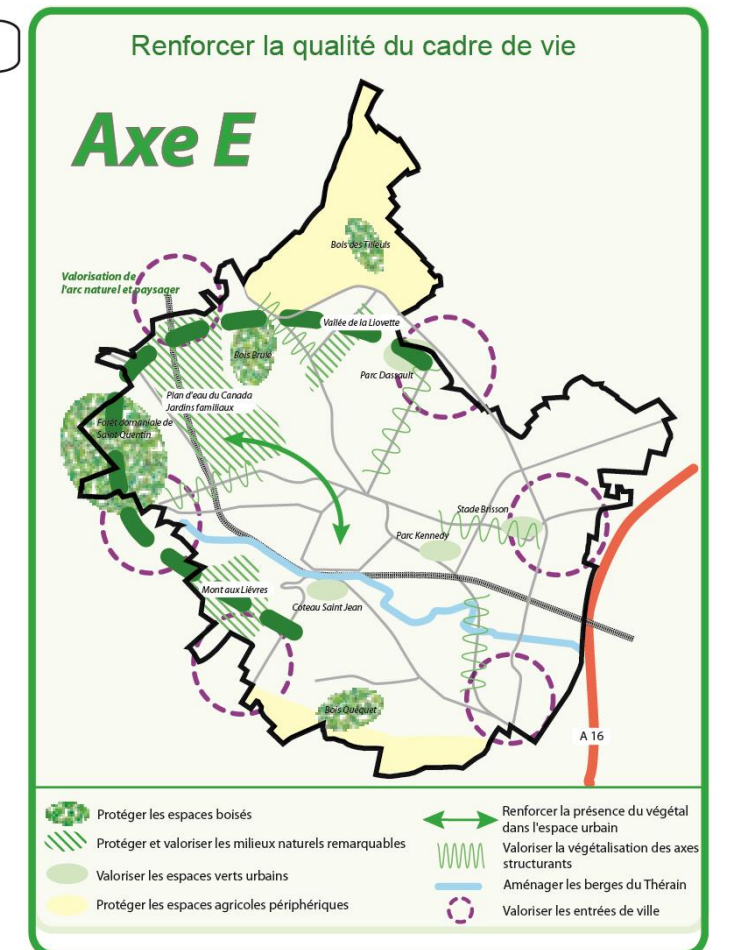 Renforcer la qualité du cadre de vie
Axe E
Bois des Tilleuls
Valorisation de
l'arc naturel et paysager
Vallée de la Liovette
Bois Brulé
Parc Dassault
Plan d'eau du Canada
Jardins familiaux
Forêt domaniale de
Saint Quentin
Stade Brisson
Parc Kennedy
Mont aux Liévres
Coteau Saint Jean
Bois Quéquet
A 16
Protéger les espaces boisés
Protéger et valoriser les milieux naturels remarquables
Valoriser les espaces verts urbains
Protéger les espaces agricoles périphériques
Renforcer la présence du végétal
dans l'espace urbain
Valoriser la végétalisation des axes
structurants
Aménager les berges du Thérain
Valoriser les entrées de ville